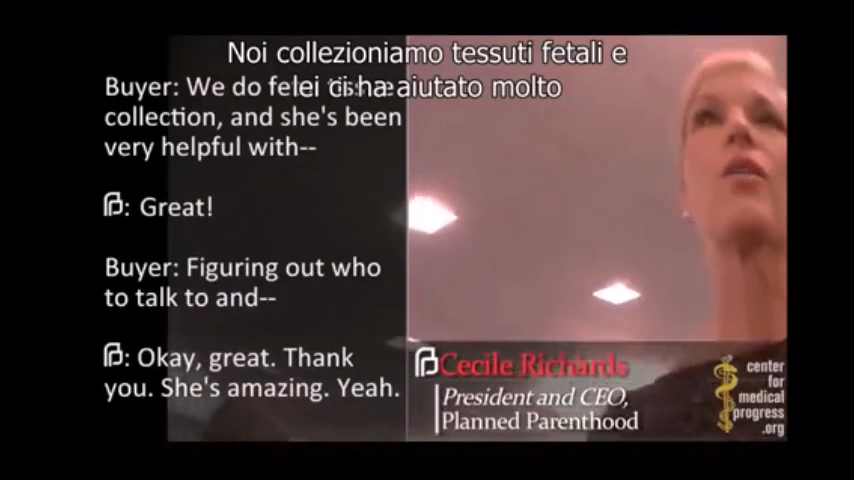 Noi collezioniamo tessuti fetali e
lei ci ha aiutato molto
Buyer: We do fetal tissue
collection, and she's been
very helpful with--
: Great!
Buyer: Figuring out who
to talk to and--
: Okay, great. Thank
you. She's amazing. Yeah.
Cecile Richards
President and CEO,
Planned Parenthood
center
for
medical
progress
.org